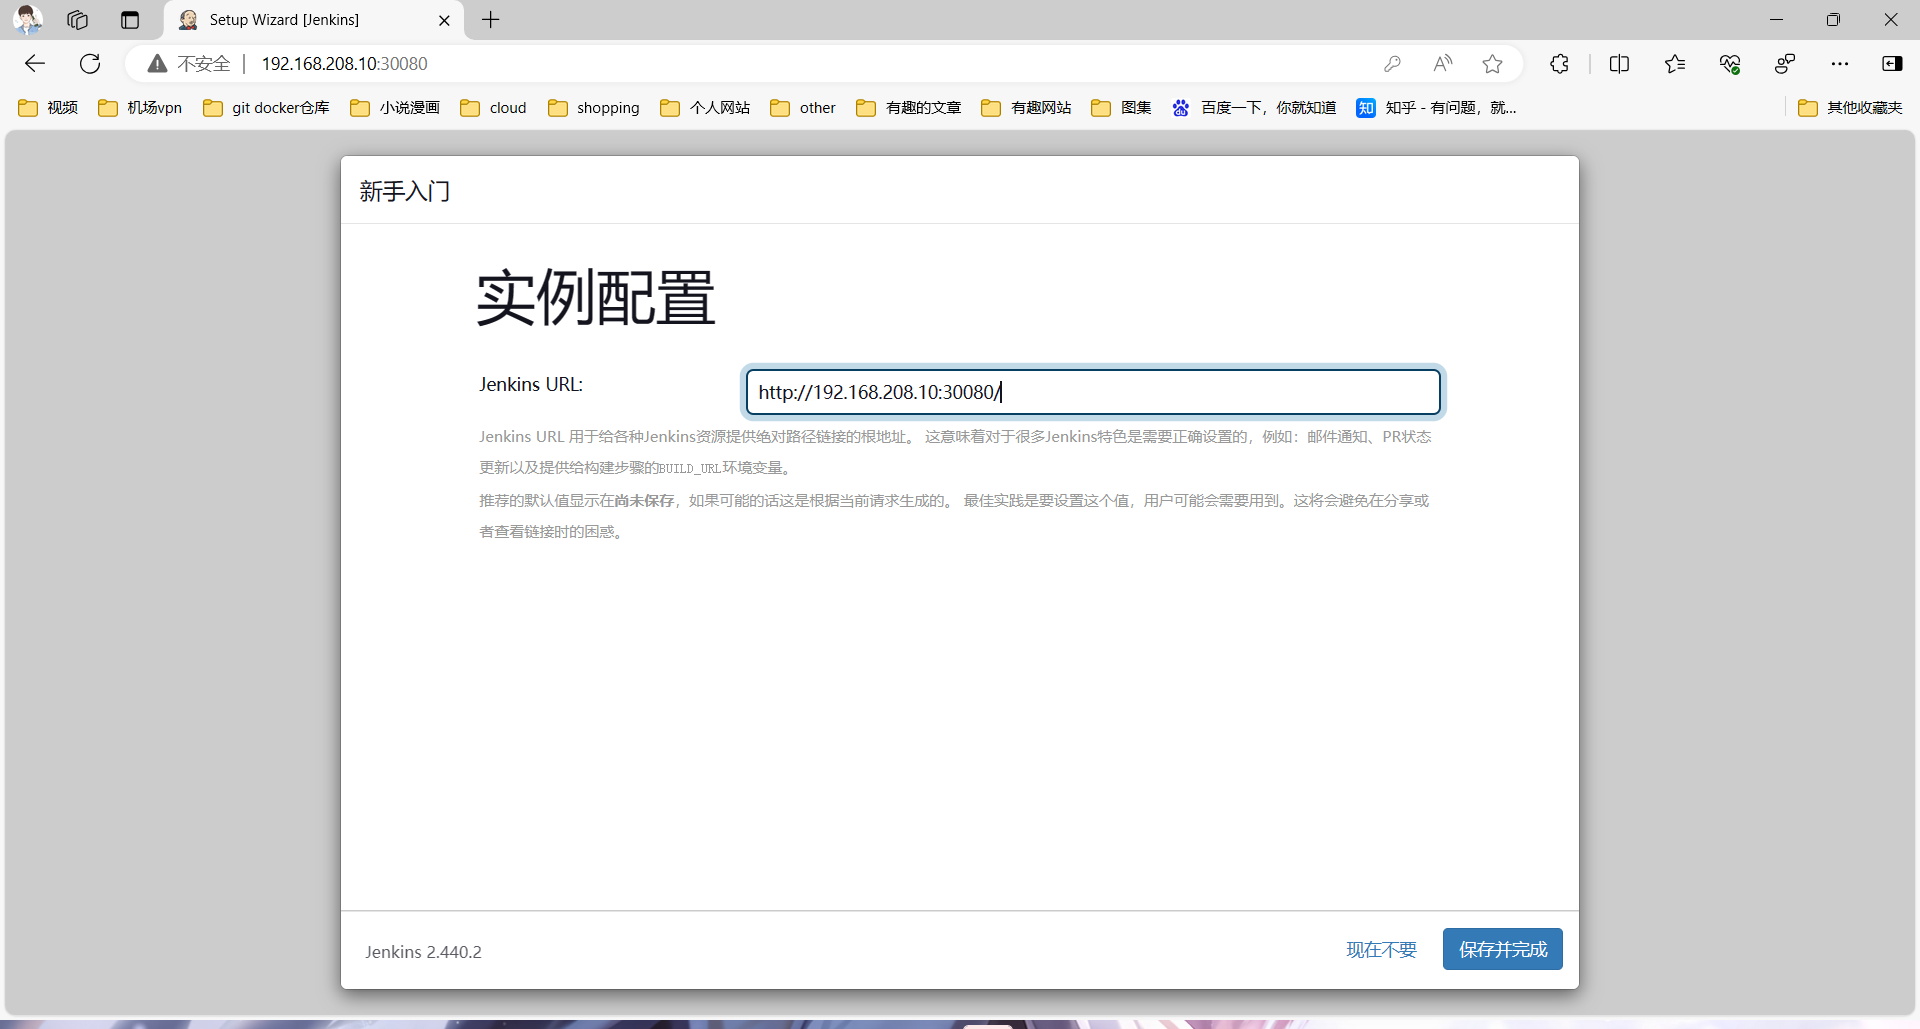 Setup Wizard [Jenkins]
不安全
192.168.208.10:30080
视频
机场vpn
git docker仓库
小说漫画
cloud
shopping
个人网站
other
有趣的文章
有趣网站
图集
百度一下，你就知道
知
知乎 - 有问题，就...
其他收藏夹
新手入门
实例配置
Jenkins URL:
http://192.168.208.10:30080/
Jenkins URL 用于给各种Jenkins资源提供绝对路径链接的根地址。 这意味着对于很多Jenkins特色是需要正确设置的，例如：邮件通知、PR状态
更新以及提供给构建步骤的BUILD_URL环境变量。
推荐的默认值显示在尚未保存，如果可能的话这是根据当前请求生成的。 最佳实践是要设置这个值，用户可能会需要用到。这将会避免在分享或
者查看链接时的困惑。
Jenkins 2.440.2
现在不要
保存并完成